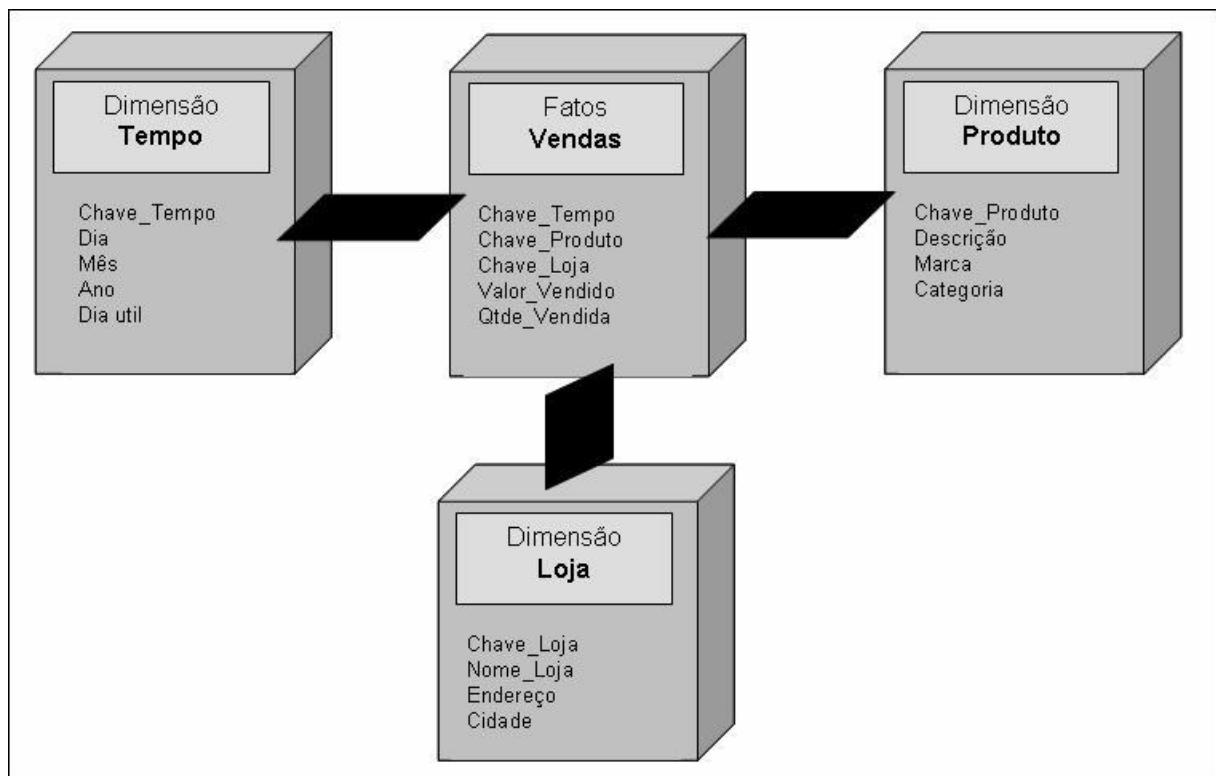 Dimensão
Tempo
Chave_Tempo
Dia
Mês
Ano
Dia util
Fatos
Vendas
Chave_Tempo
Chave_Produto
Chave_Loja
Valor_Vendido
Qtde_Vendida
Dimensão
Produto
Chave_Produto
Descrição
Marca
Categoria
Dimensão
Loja
Chave_Loja
Nome_Loja
Endereço
Cidade